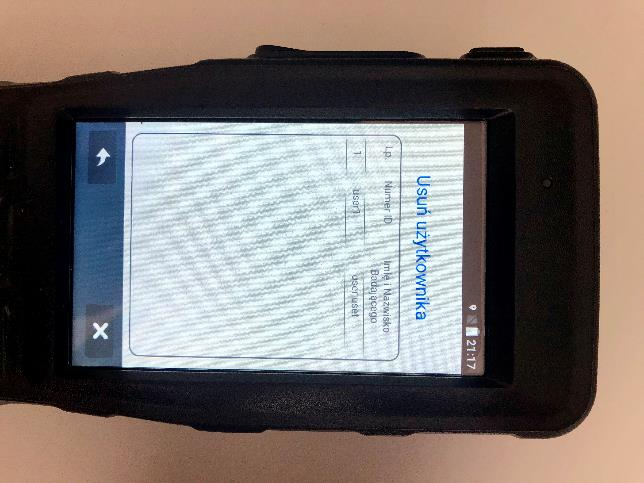 21:17
Usuń użytkownika
Lp. Numer ID Imię i Nazwisko
Badającego
1 user1 user user